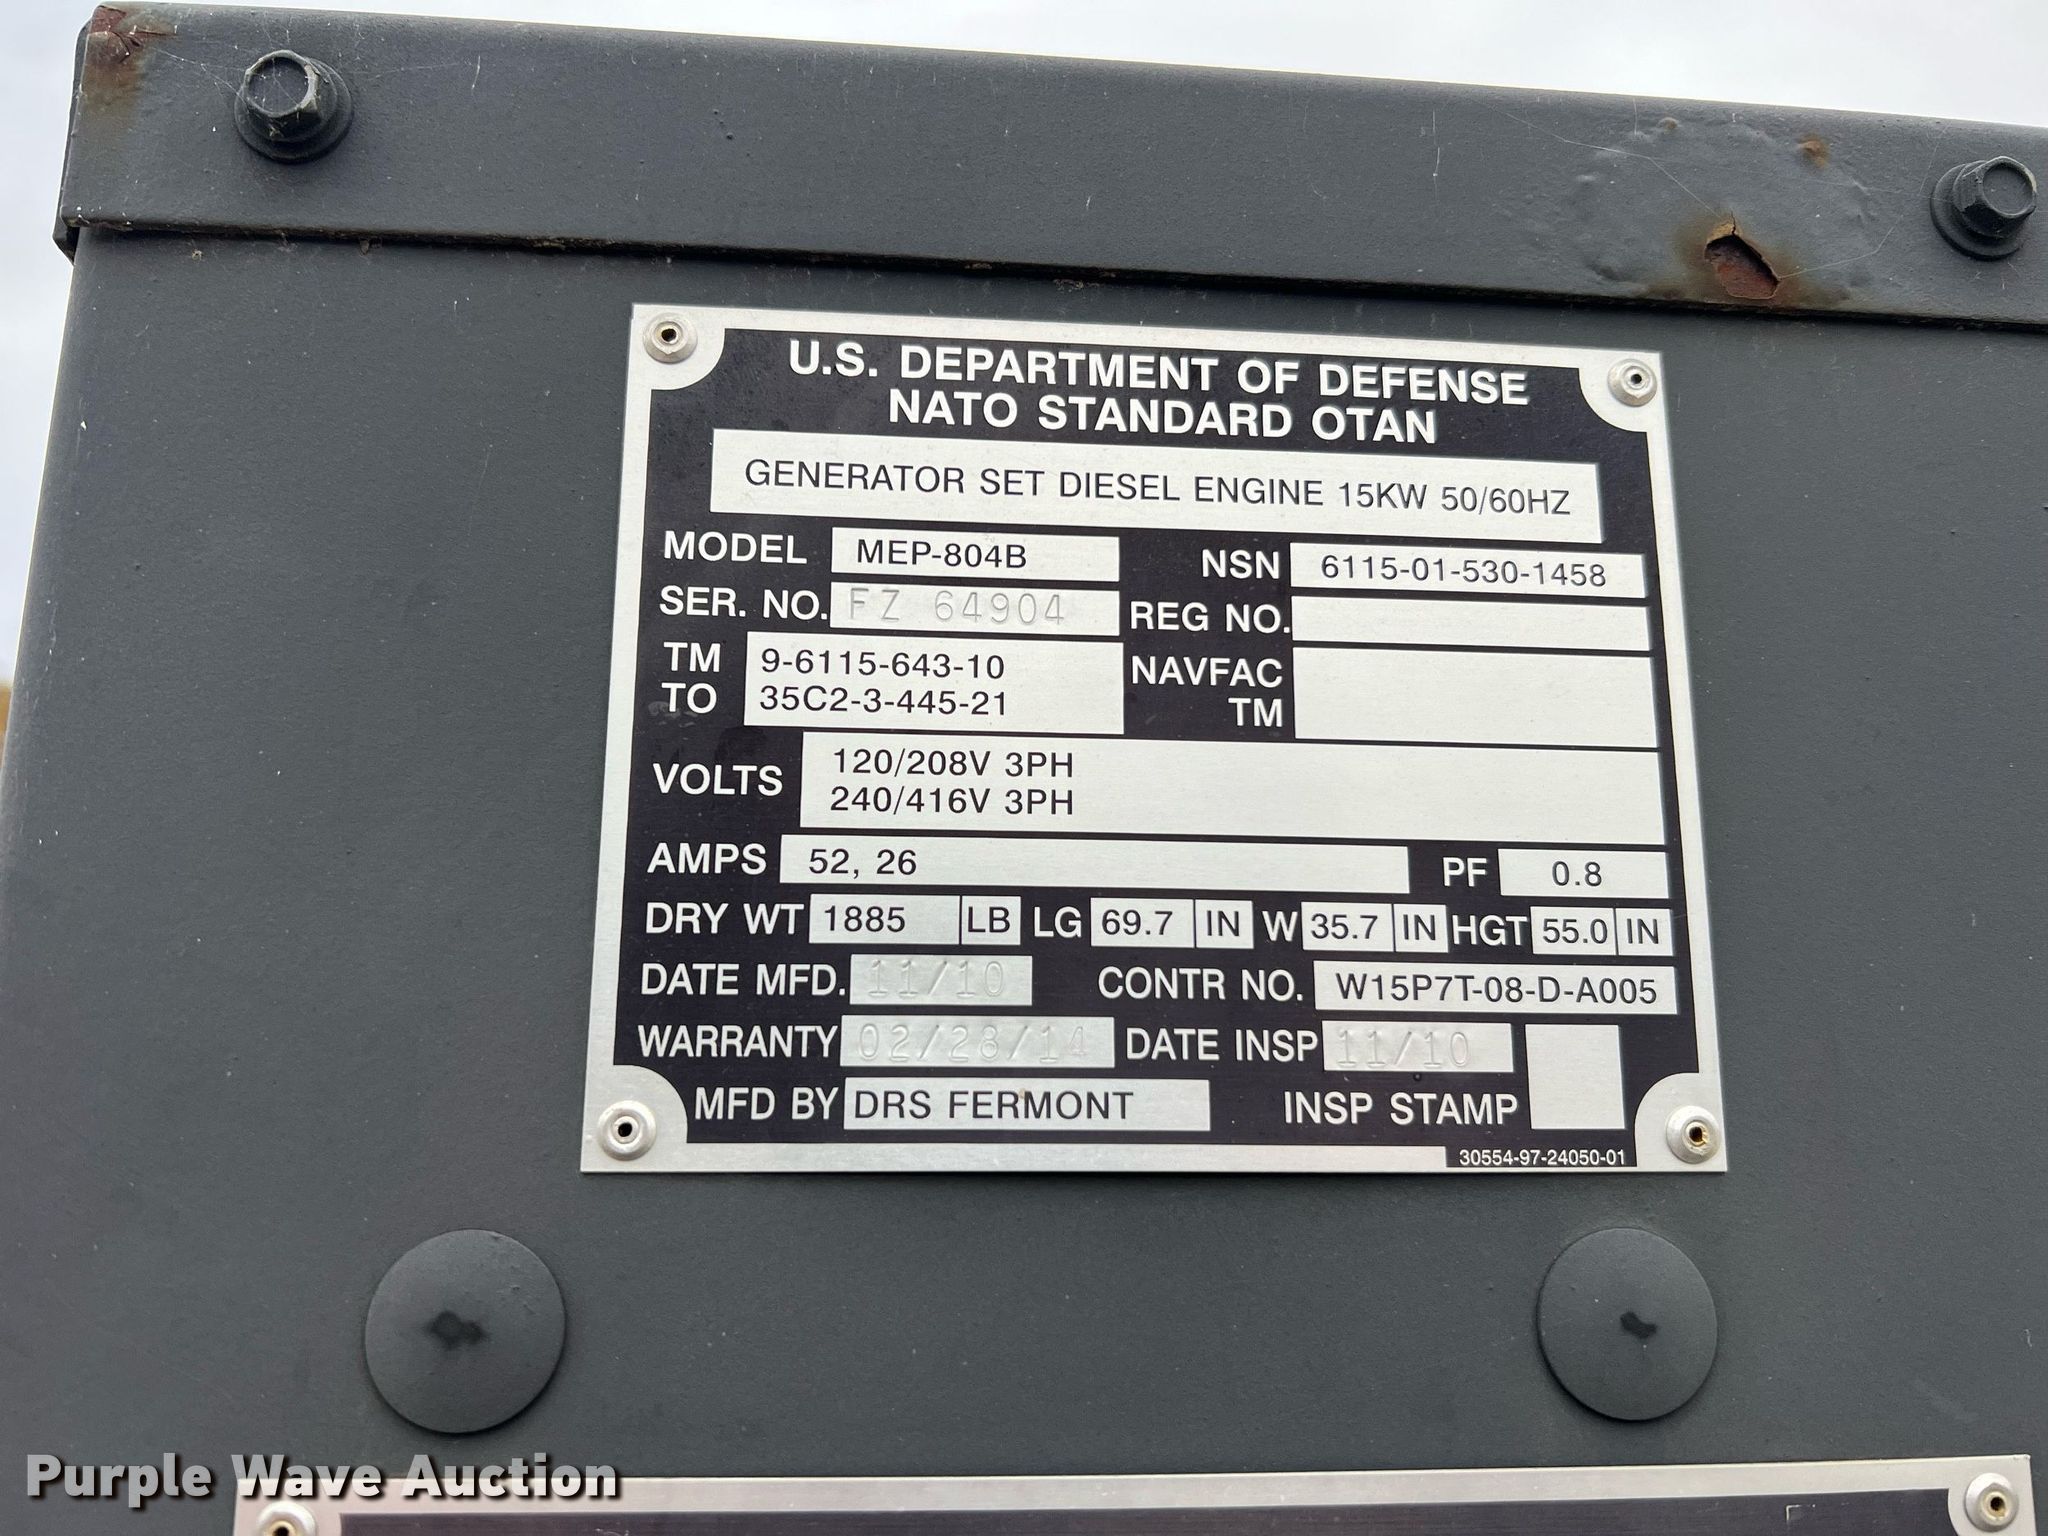 U.S. DEPARTMENT OF DEFENSE
NATO STANDARD OTAN
GENERATOR SET DIESEL ENGINE 15KW 50/60HZ
MODEL MEP-804B NSN 6115-01-530-1458
SER. NO. FZ 64904 REG NO.
TM 9-6115-643-10 NAVFAC
TO 35C2-3-445-21 TM
VOLTS 120/208V 3PH
240/416V 3PH
AMPS 52, 26 PF 0.8
DRY WT 1885 LB LG 69.7 IN W 35.7 IN HGT 55.0 IN
DATE MFD. 11/10 CONTR NO. W15P7T-08-D-A005
WARRANTY 02/28/14 DATE INSP 11/10
MFD BY DRS FERMONT INSP STAMP
30554-97-24050-01
Purple Wave Auction